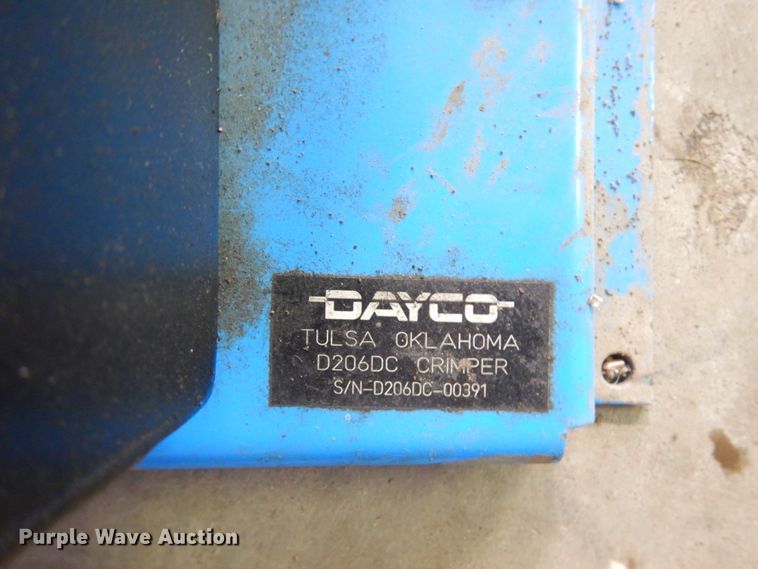 DAYCO
TULSA OKLAHOMA
D206DC CRIMPER
S/N-D206DC-00391
Purple Wave Auction